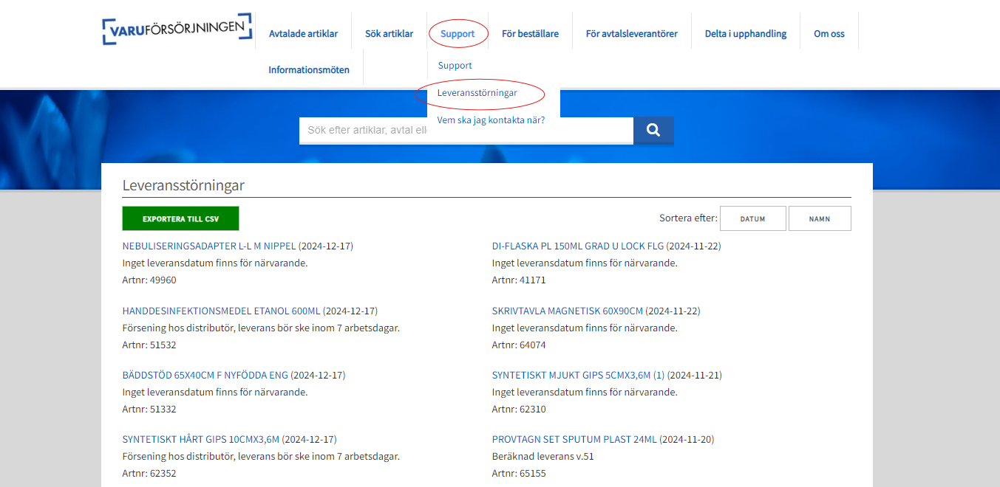 VARUFÖRSÖRJNINGEN
Avtalade artiklar
Sök artiklar
Support
För beställare
För avtalsleverantörer
Delta i upphandling
Om oss
Informationsmöten
Support
Leveransstörningar
Vem ska jag kontakta när?
Sök efter artiklar, avtal ell
Leveransstörningar
EXPORTERA TILL CSV
Sortera efter:
DATUM
NAMN
NEBULISERINGSADAPTER L-L M NIPPEL (2024-12-17)
Inget leveransdatum finns för närvarande.
Artnr: 49960
HANDDESINFEKTIONSMEDEL ETANOL 600ML (2024-12-17)
Försening hos distributör, leverans bör ske inom 7 arbetsdagar.
Artnr: 51532
BÄDDSTÖD 65X40CM F NYFÖDDA ENG (2024-12-17)
Inget leveransdatum finns för närvarande.
Artnr: 51332
SYNTETISKT HÅRT GIPS 10CMX3,6M (2024-12-17)
Försening hos distributör, leverans bör ske inom 7 arbetsdagar.
Artnr: 62352
DI-FLASKA PL 150ML GRAD U LOCK FLG (2024-11-22)
Inget leveransdatum finns för närvarande.
Artnr: 41171
SKRIVTAVLA MAGNETISK 60X90CM (2024-11-22)
Inget leveransdatum finns för närvarande.
Artnr: 64074
SYNTETISKT MJUKT GIPS 5CMX3,6M (1) (2024-11-21)
Inget leveransdatum finns för närvarande.
Artnr: 62310
PROVTAGN SET SPUTUM PLAST 24ML (2024-11-20)
Beräknad leverans v.51
Artnr: 65155